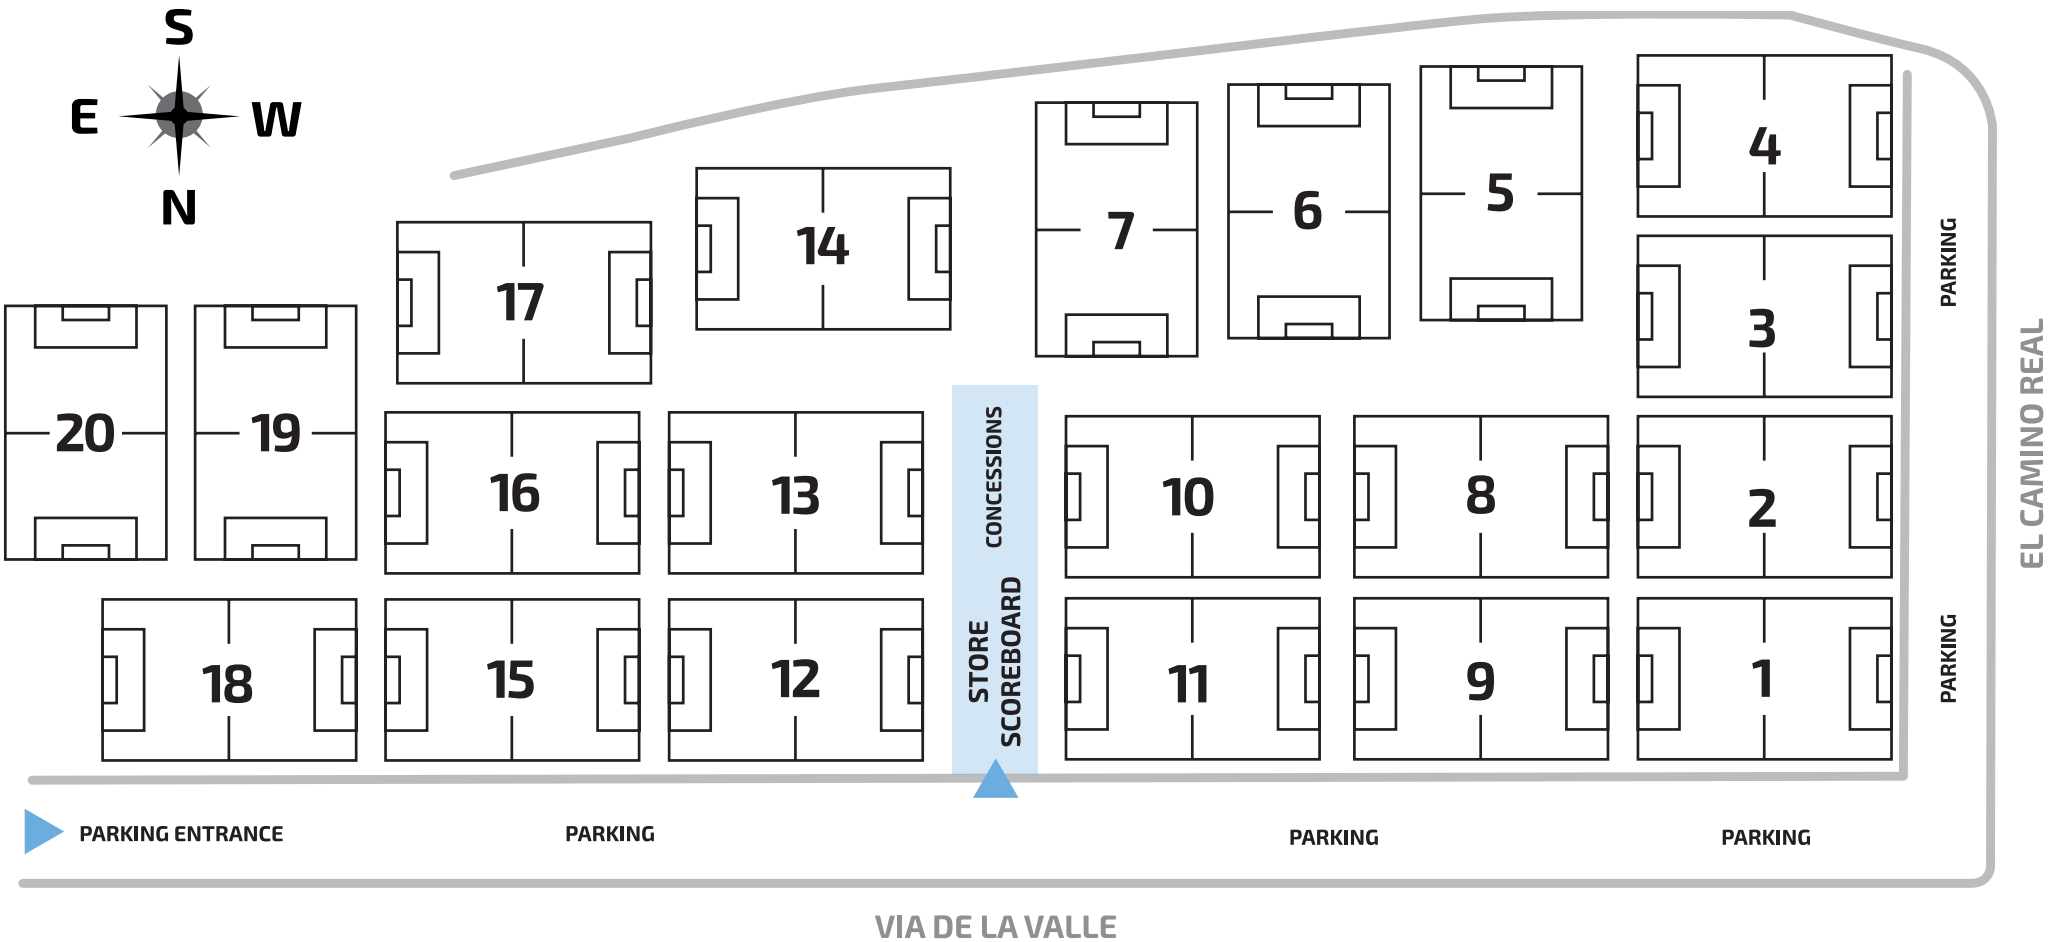 S
E
W
N
4
5
6
7
14
17
3
PARKING
20
19
16
13
CONCESSIONS
10
8
2
EL CAMINO REAL
18
15
12
STORE
SCOREBOARD
11
9
1
PARKING
PARKING ENTRANCE
PARKING
PARKING
PARKING
VIA DE LA VALLE